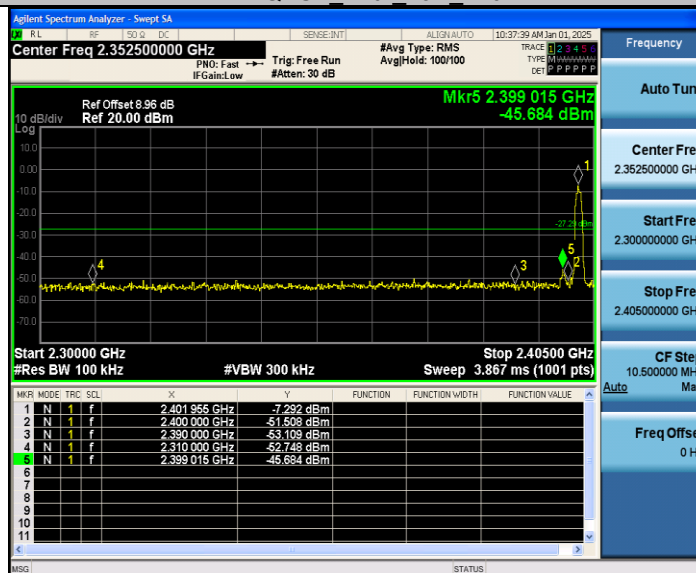 Agilent Spectrum Analyzer - Swept SA
RL RF 50 Ω DC SENSE:INT ALIGN AUTO 10:37:39 AM Jan 01, 2025
Center Freq 2.352500000 GHz
PNO: Fast
IFGain:Low
Trig: Free Run
#Atten: 30 dB
#Avg Type: RMS
Avg|Hold: 100/100
TRACE 1 2 3 4 5 6
TYPE M
DET P P P P P P
Ref Offset 8.96 dB
Ref 20.00 dBm
10 dB/div
Log
Mkr5 2.399 015 GHz
-45.684 dBm
10.0
0.00
-10.0
-20.0
-30.0
-40.0
-50.0
-60.0
-70.0
-27.29 dBm
1
2
3
4
5
Start 2.30000 GHz
Stop 2.40500 GHz
#Res BW 100 kHz
#VBW 300 kHz
Sweep 3.867 ms (1001 pts)
MKR MODE TRC SCL X Y FUNCTION FUNCTION WIDTH FUNCTION VALUE
1 N 1 f 2.401 955 GHz -7.292 dBm
2 N 1 f 2.400 000 GHz -51.508 dBm
3 N 1 f 2.390 000 GHz -53.109 dBm
4 N 1 f 2.310 000 GHz -52.748 dBm
5 N 1 f 2.399 015 GHz -45.684 dBm
6
7
8
9
10
11
MSG
STATUS
Frequency
Auto Tun
Center Fre
2.352500000 GH
Start Fre
2.300000000 GH
Stop Fre
2.405000000 GH
CF Ste
10.500000 MH
Auto Ma
Freq Offse
0 H